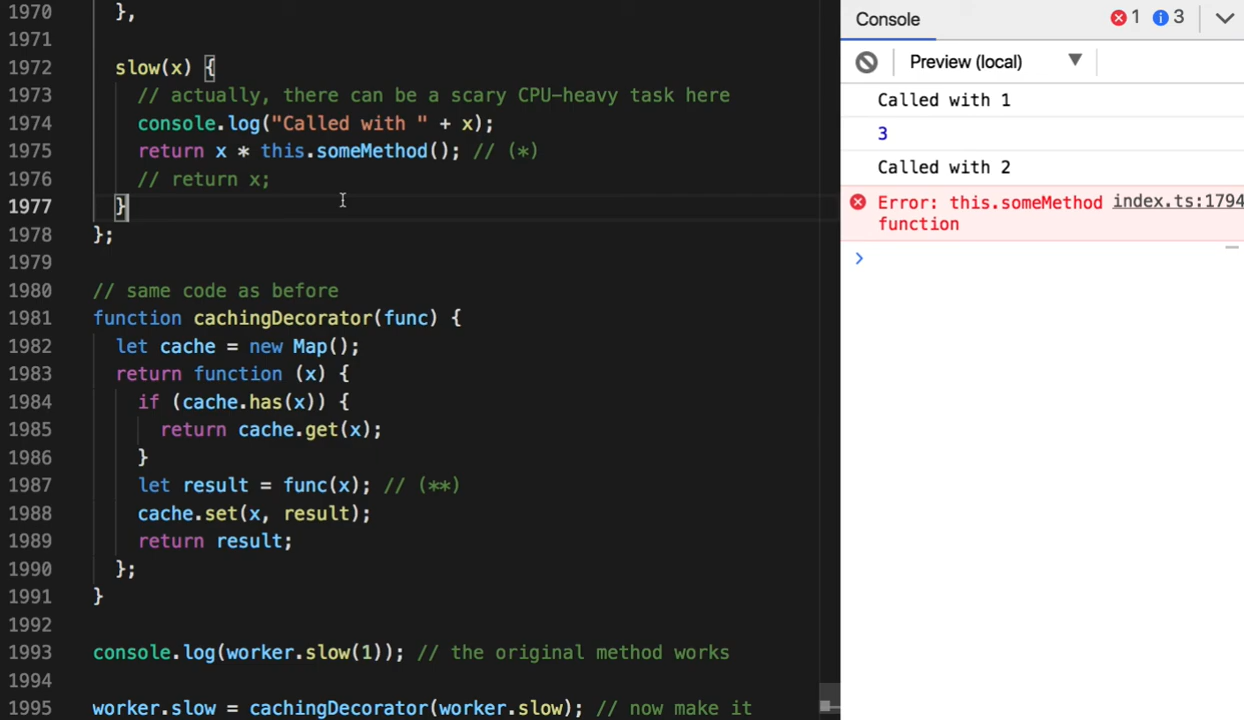 1970 },
1971
1972 slow(x) {
1973 // actually, there can be a scary CPU-heavy task here
1974 console.log("Called with " + x);
1975 return x * this.someMethod(); // (*)
1976 // return x;
1977 }
1978 };
1979
1980 // same code as before
1981 function cachingDecorator(func) {
1982 let cache = new Map();
1983 return function (x) {
1984 if (cache.has(x)) {
1985 return cache.get(x);
1986 }
1987 let result = func(x); // (**)
1988 cache.set(x, result);
1989 return result;
1990 };
1991 }
1992
1993 console.log(worker.slow(1)); // the original method works
1994
1995 worker.slow = cachingDecorator(worker.slow); // now make it
Console 1 3
Preview (local)
Called with 1
3
Called with 2
Error: this.someMethod index.ts:1794
function